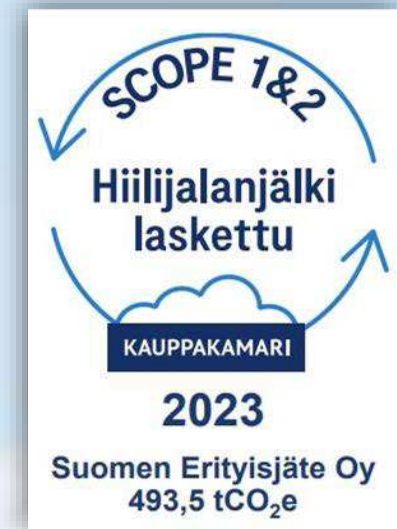 SCOPE 1&2
Hiilijalanjälki
laskettu
KAUPPAKAMARI
2023
Suomen Erityisjäte Oy
493,5 tCO₂e